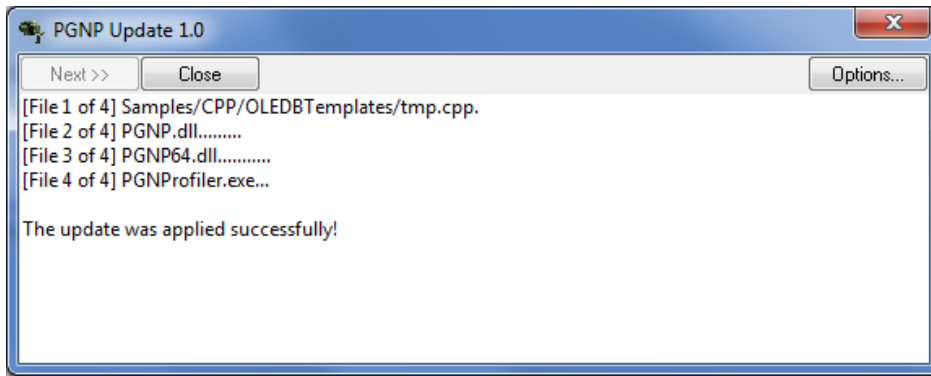 PGNP Update 1.0
Next >> Close Options...
[File 1 of 4] Samples/CPP/OLEDBTemplates/tmp.cpp.
[File 2 of 4] PGNP.dll.........
[File 3 of 4] PGNP64.dll...........
[File 4 of 4] PGNProfiler.exe...
The update was applied successfully!